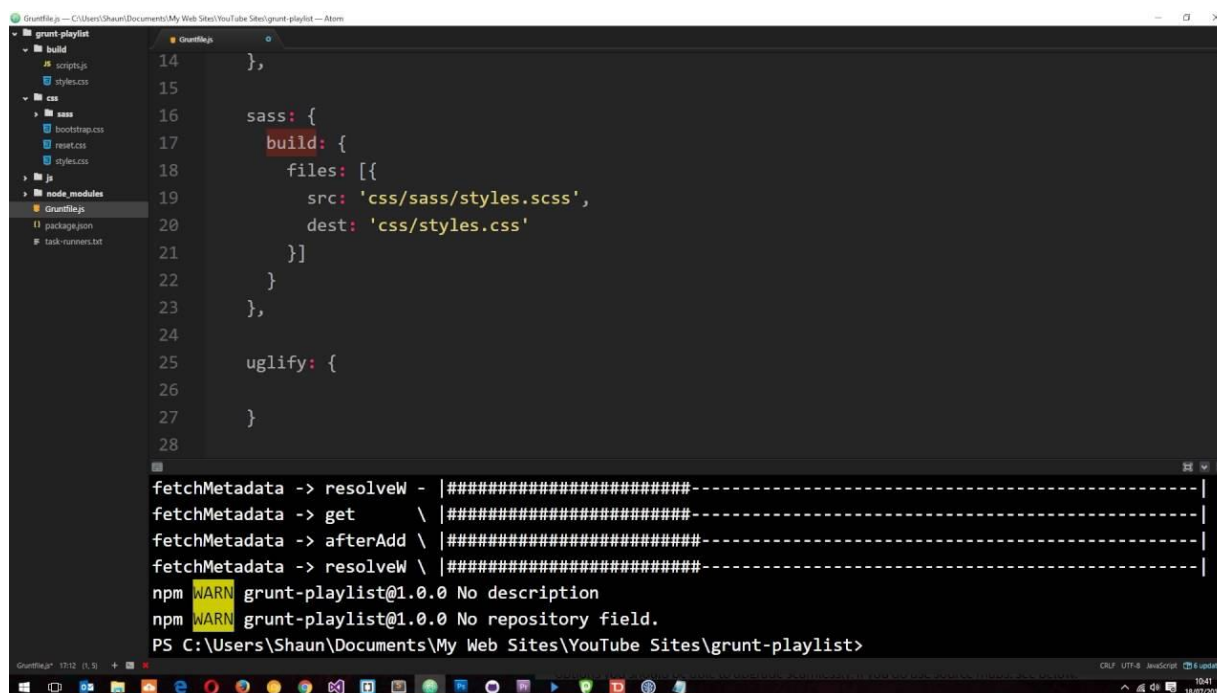 Gruntfile.js — C:\Users\Shaun\Documents\My Web Sites\YouTube Sites\grunt-playlist — Atom
grunt-playlist
build
scripts.js
styles.css
css
sass
bootstrap.css
reset.css
styles.css
js
node_modules
Gruntfile.js
package.json
task-runners.txt
Gruntfile.js
14 },
15
16 sass: {
17 build: {
18 files: [{
19 src: 'css/sass/styles.scss',
20 dest: 'css/styles.css'
21 }]
22 }
23 },
24
25 uglify: {
26
27 }
28
fetchMetadata -> resolveW - |########################--------------------------------------------------|
fetchMetadata -> get \ |########################--------------------------------------------------|
fetchMetadata -> afterAdd \ |#########################-------------------------------------------------|
fetchMetadata -> resolveW \ |#########################-------------------------------------------------|
npm WARN grunt-playlist@1.0.0 No description
npm WARN grunt-playlist@1.0.0 No repository field.
PS C:\Users\Shaun\Documents\My Web Sites\YouTube Sites\grunt-playlist>
Gruntfile.js* 17:12 (1, 5) CRLF UTF-8 JavaScript 6 updat
10:41